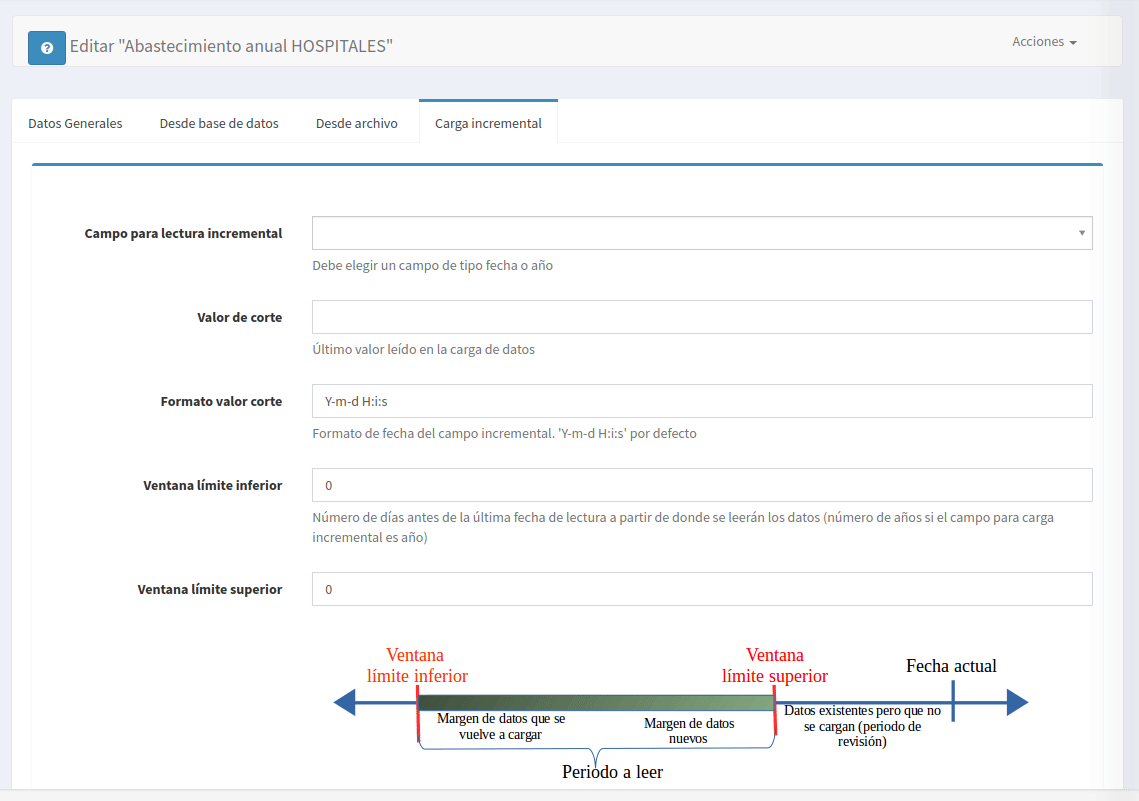 Editar "Abastecimiento anual HOSPITALES"
Acciones
Datos Generales
Desde base de datos
Desde archivo
Carga incremental
Campo para lectura incremental
Debe elegir un campo de tipo fecha o año
Valor de corte
Último valor leído en la carga de datos
Formato valor corte
Y-m-d H:i:s
Formato de fecha del campo incremental. 'Y-m-d H:i:s' por defecto
Ventana límite inferior
0
Número de días antes de la última fecha de lectura a partir de donde se leerán los datos (número de años si el campo para carga
incremental es año)
Ventana límite superior
0
Ventana
límite inferior
Ventana
límite superior
Fecha actual
Margen de datos que se
vuelve a cargar
Margen de datos
nuevos
Datos existentes pero que no
se cargan (periodo de
revisión)
Periodo a leer